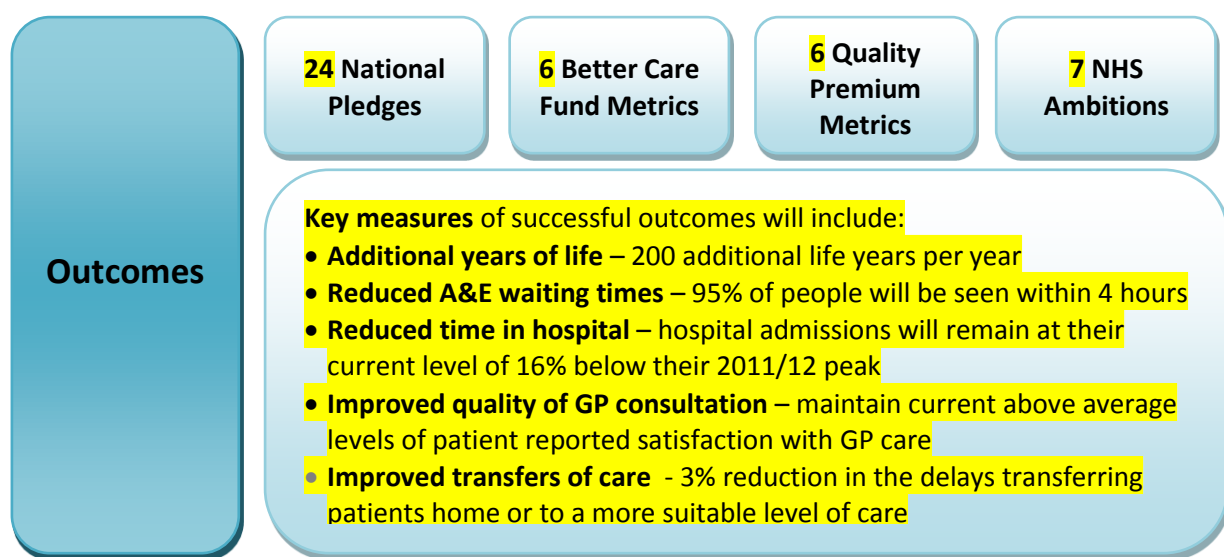 Outcomes
24 National
Pledges
6 Better Care
Fund Metrics
6 Quality
Premium
Metrics
7 NHS
Ambitions
Key measures of successful outcomes will include:
• Additional years of life – 200 additional life years per year
• Reduced A&E waiting times – 95% of people will be seen within 4 hours
• Reduced time in hospital – hospital admissions will remain at their
current level of 16% below their 2011/12 peak
• Improved quality of GP consultation – maintain current above average
levels of patient reported satisfaction with GP care
• Improved transfers of care - 3% reduction in the delays transferring
patients home or to a more suitable level of care